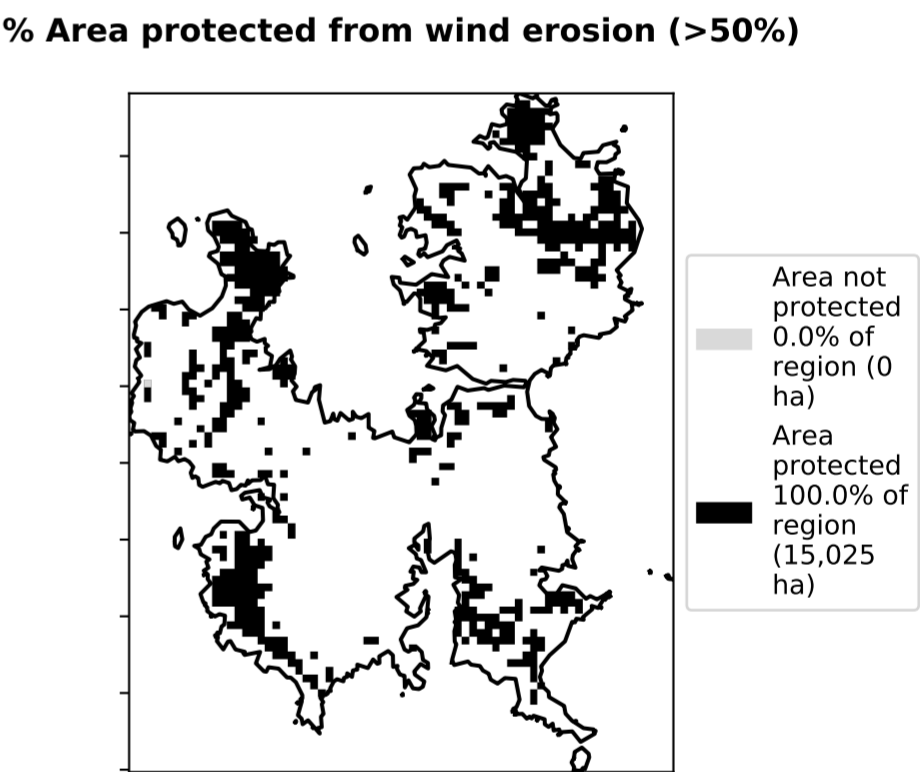 % Area protected from wind erosion (>50%)
Area not
protected
0.0% of
region (0
ha)
Area
protected
100.0% of
region
(15,025
ha)